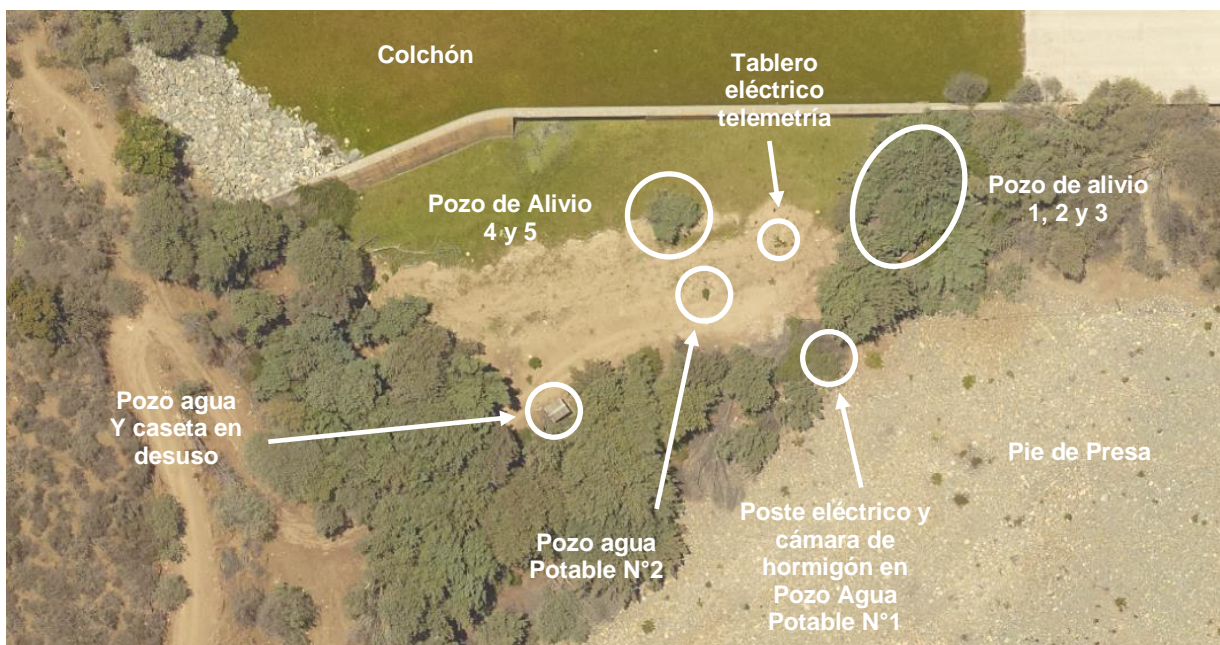 Colchón
Tablero
eléctrico
telemetría
Pozo de Alivio
4 y 5
Pozo de alivio
1, 2 y 3
Pozo agua
Y caseta en
desuso
Pie de Presa
Pozo agua
Potable N°2
Poste eléctrico y
cámara de
hormigón en
Pozo Agua
Potable N°1